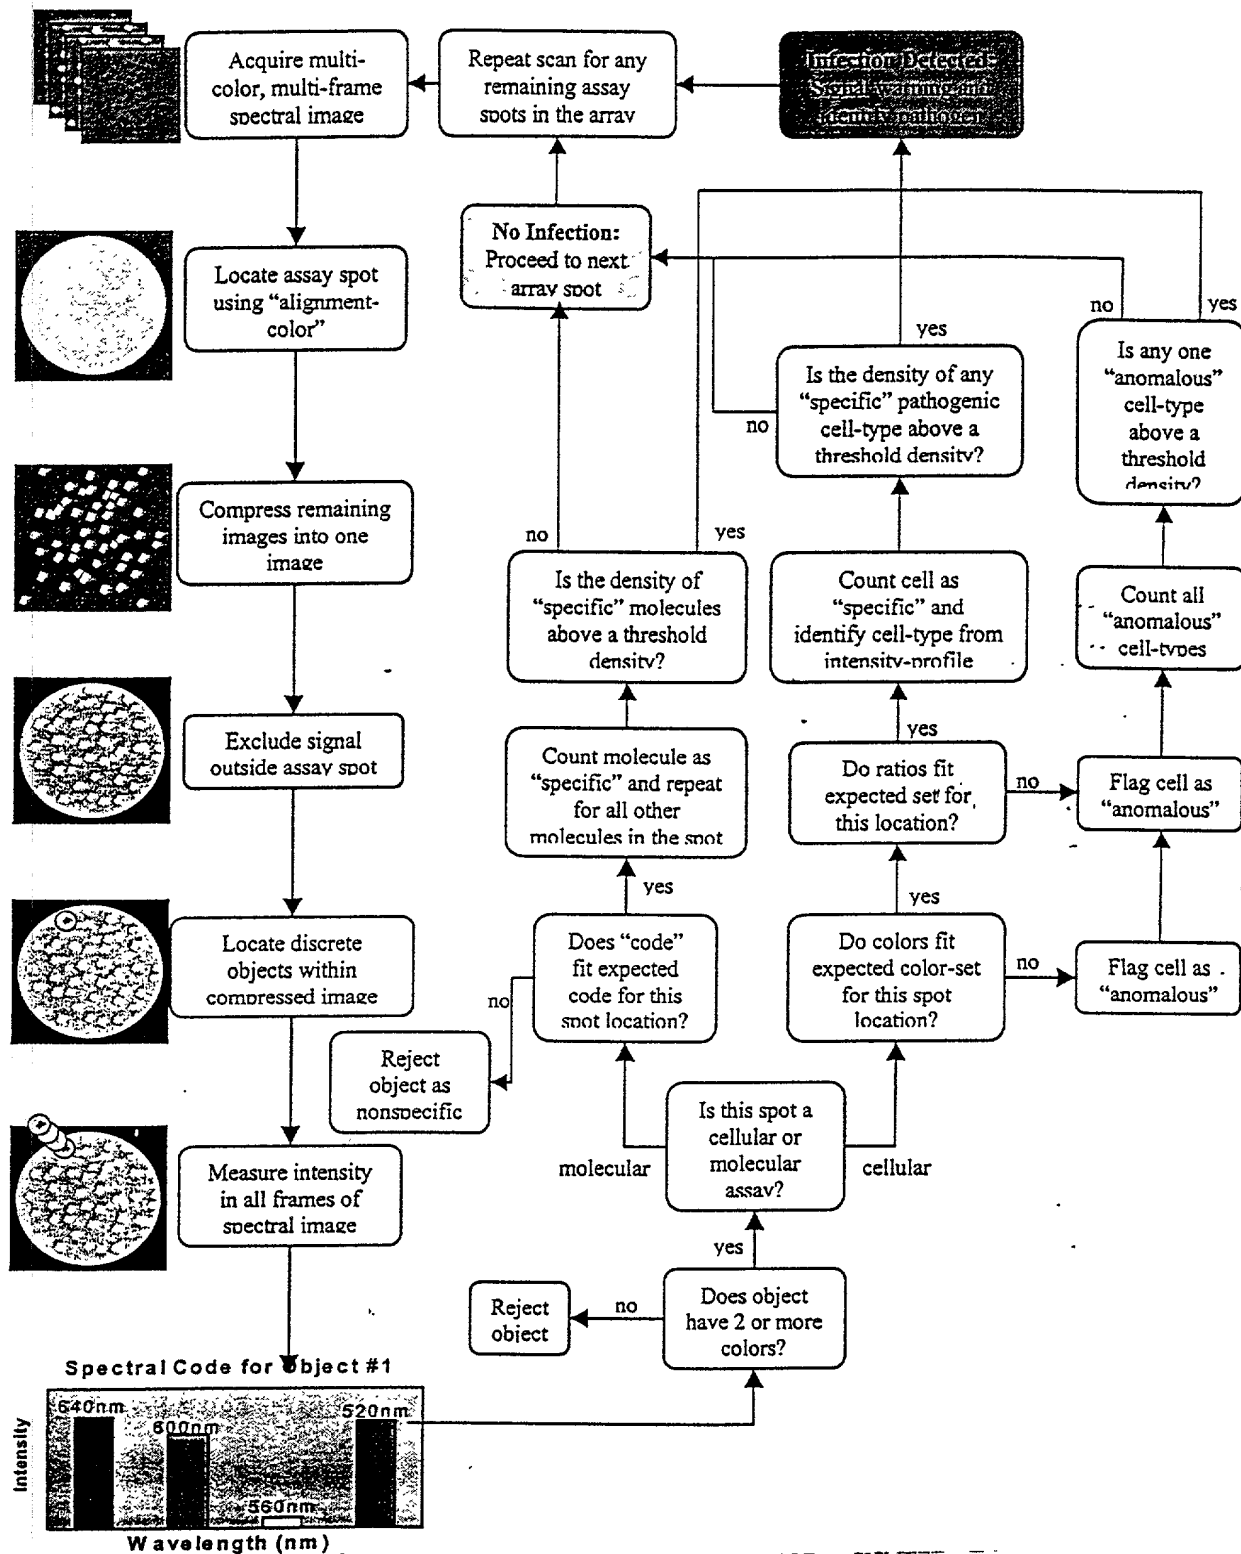 Acquire multi-
color, multi-frame
spectral image
Repeat scan for any
remaining assay
spots in the array
Infection Detected:
Signal warning and
identify pathogen
No Infection:
Proceed to next
array spot
Locate assay spot
using “alignment-
color”
no
yes
yes
Is any one
“anomalous”
cell-type
above a
threshold
density?
Is the density of any
“specific” pathogenic
cell-type above a
threshold density?
no
Compress remaining
images into one
image
no
yes
Is the density of
“specific” molecules
above a threshold
density?
Count cell as
“specific” and
identify cell-type from
intensity-profile
Count all
“anomalous”
cell-types
yes
Exclude signal
outside assay spot
Count molecule as
“specific” and repeat
for all other
molecules in the spot
Do ratios fit
expected set for
this location?
no
Flag cell as
“anomalous”
yes
yes
Locate discrete
objects within
compressed image
Does “code”
fit expected
code for this
spot location?
no
Do colors fit
expected color-set
for this spot
location?
no
Flag cell as
“anomalous”
Reject
object as
nonspecific
Is this spot a
cellular or
molecular
assay?
molecular
cellular
Measure intensity
in all frames of
spectral image
yes
Does object
have 2 or more
colors?
no
Reject
object
Spectral Code for Object #1
640nm
600nm
560nm
520nm
Intensity
Wavelength (nm)